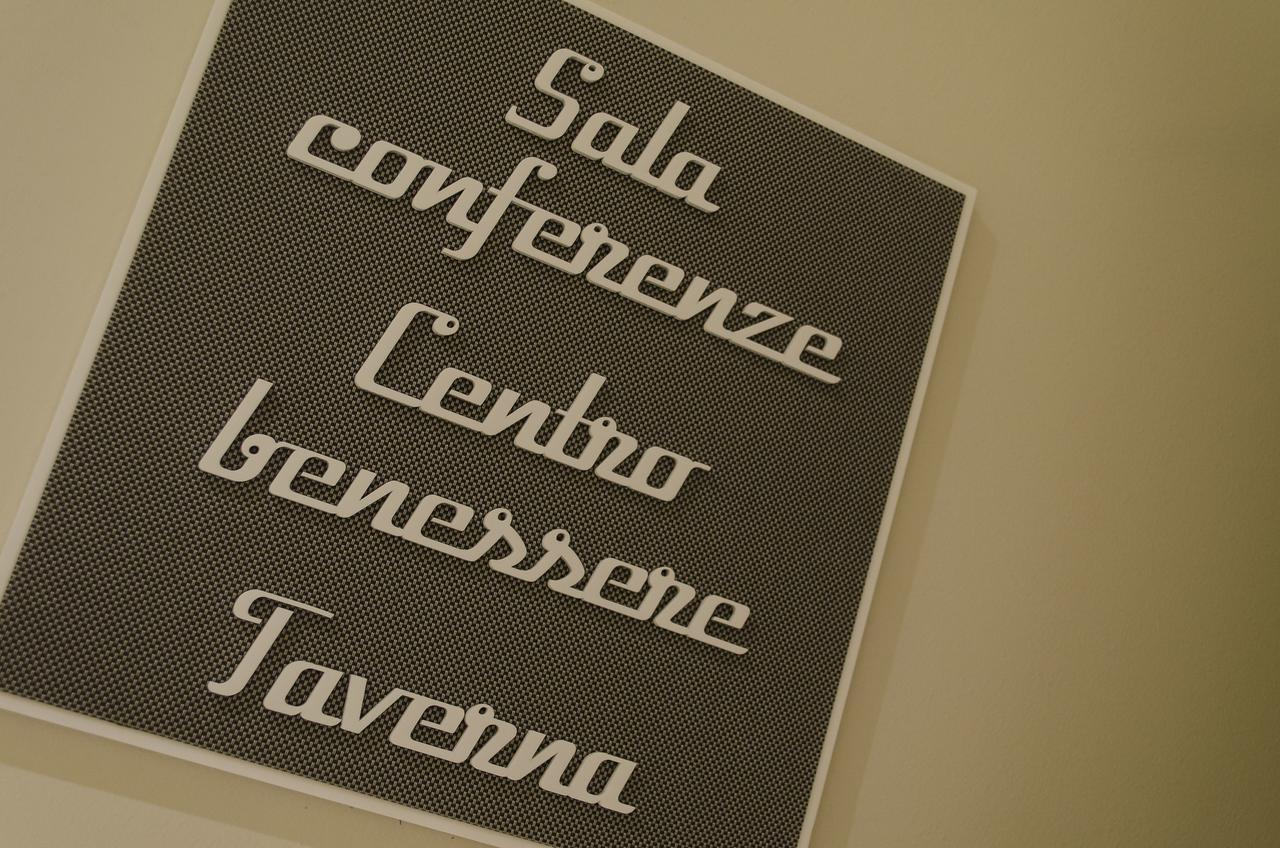 Sala
conferenze
Centro
benessere
Taverna